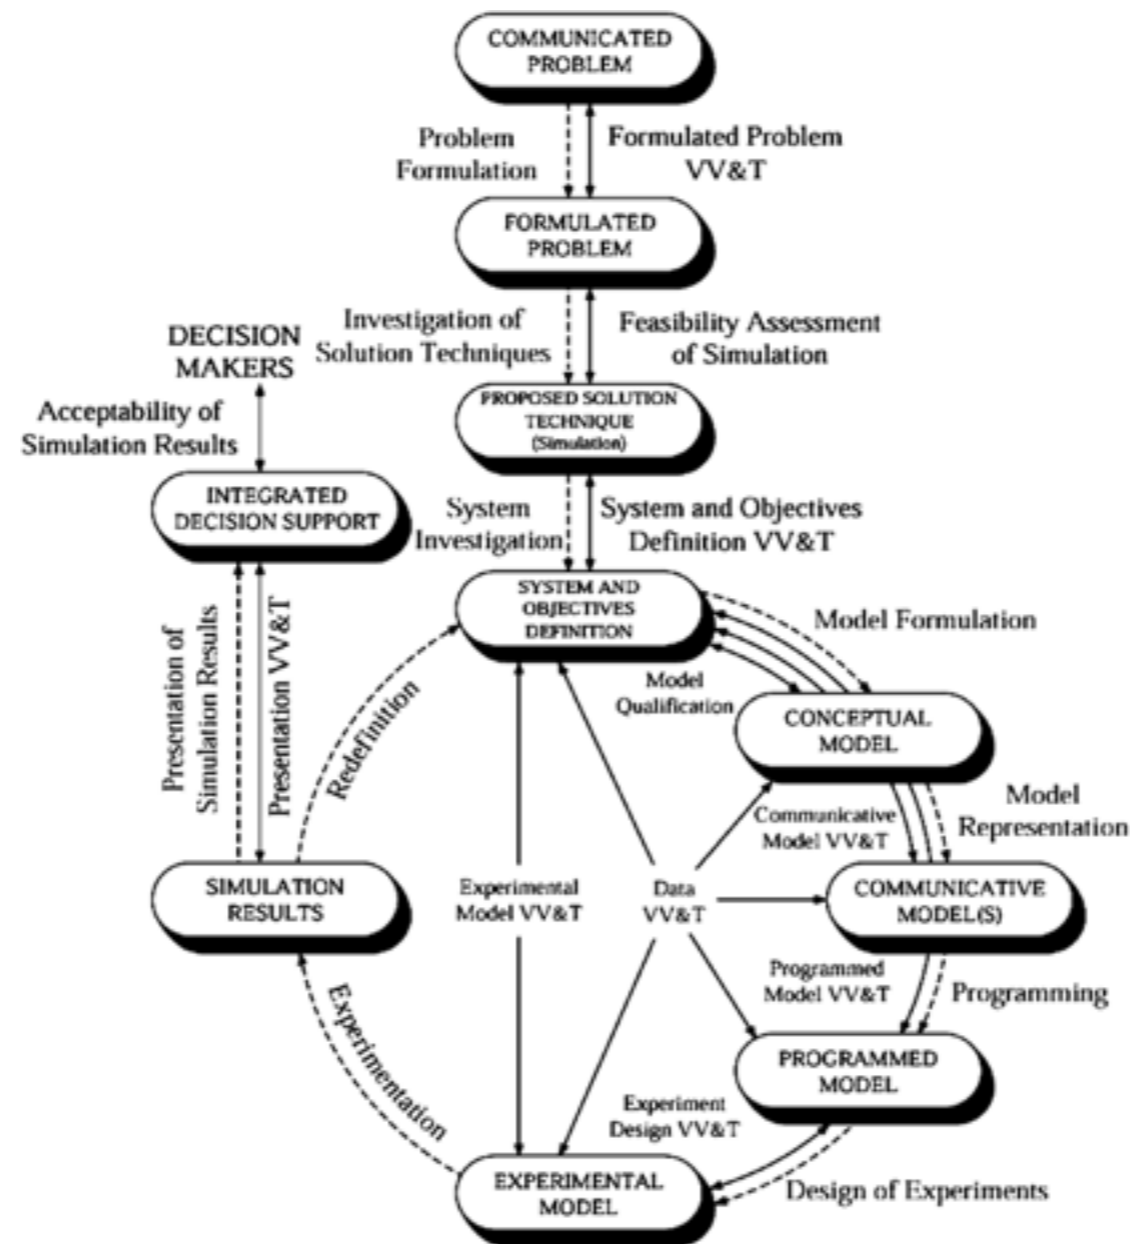 COMMUNICATED
PROBLEM
Problem
Formulation
Formulated Problem
VV&T
FORMULATED
PROBLEM
Investigation of
Solution Techniques
Feasibility Assessment
of Simulation
DECISION
MAKERS
PROPOSED SOLUTION
TECHNIQUE
(Simulation)
Acceptability of
Simulation Results
INTEGRATED
DECISION SUPPORT
System
Investigation
System and Objectives
Definition VV&T
SYSTEM AND
OBJECTIVES
DEFINITION
Model Formulation
Presentation of
Simulation Results
Presentation VV&T
Redefinition
Model
Qualification
CONCEPTUAL
MODEL
Communicative
Model VV&T
Model
Representation
SIMULATION
RESULTS
Experimental
Model VV&T
Data
VV&T
COMMUNICATIVE
MODEL(S)
Programmed
Model VV&T
Programming
Experimentation
PROGRAMMED
MODEL
Experiment
Design VV&T
EXPERIMENTAL
MODEL
Design of Experiments